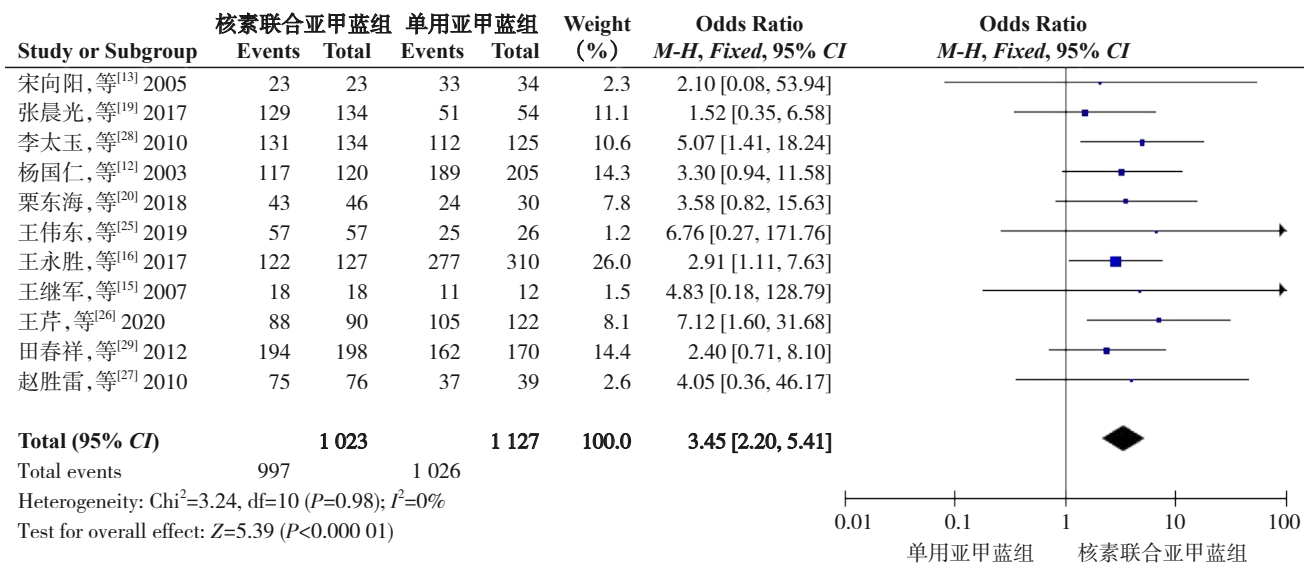 核素联合亚甲蓝组 单用亚甲蓝组 Weight Odds Ratio Odds Ratio
Study or Subgroup Events Total Events Total (%) M-H, Fixed, 95% CI M-H, Fixed, 95% CI
宋向阳,等[13] 2005 23 23 33 34 2.3 2.10 [0.08, 53.94]
张晨光,等[19] 2017 129 134 51 54 11.1 1.52 [0.35, 6.58]
李太玉,等[28] 2010 131 134 112 125 10.6 5.07 [1.41, 18.24]
杨国仁,等[12] 2003 117 120 189 205 14.3 3.30 [0.94, 11.58]
栗东海,等[20] 2018 43 46 24 30 7.8 3.58 [0.82, 15.63]
王伟东,等[25] 2019 57 57 25 26 1.2 6.76 [0.27, 171.76]
王永胜,等[16] 2017 122 127 277 310 26.0 2.91 [1.11, 7.63]
王继军,等[15] 2007 18 18 11 12 1.5 4.83 [0.18, 128.79]
王芹,等[26] 2020 88 90 105 122 8.1 7.12 [1.60, 31.68]
田春祥,等[29] 2012 194 198 162 170 14.4 2.40 [0.71, 8.10]
赵胜雷,等[27] 2010 75 76 37 39 2.6 4.05 [0.36, 46.17]
Total (95% CI) 1 023 1 127 100.0 3.45 [2.20, 5.41]
Total events 997 1 026
Heterogeneity: Chi²=3.24, df=10 (P=0.98); I²=0%
Test for overall effect: Z=5.39 (P<0.000 01)
0.01 0.1 1 10 100
单用亚甲蓝组 核素联合亚甲蓝组